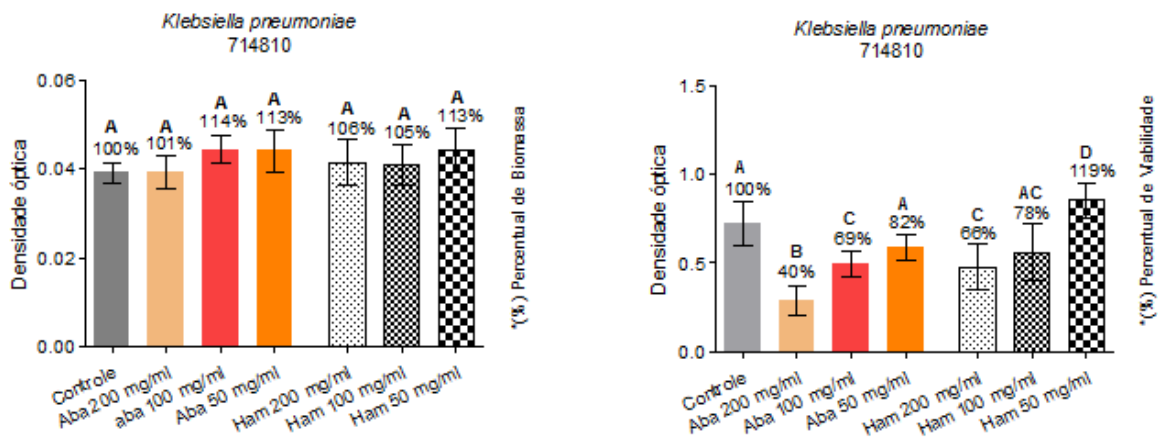 Klebsiella pneumoniae
714810
Densidade óptica
0.06
0.04
0.02
0.00
A
100%
A
101%
A
114%
A
113%
A
106%
A
105%
A
113%
*(%) Percentual de Biomassa
Controle
Aba 200 mg/ml
aba 100 mg/ml
Aba 50 mg/ml
Ham 200 mg/ml
Ham 100 mg/ml
Ham 50 mg/ml
Klebsiella pneumoniae
714810
Densidade óptica
1.5
1.0
0.5
0.0
A
100%
B
40%
C
69%
A
82%
C
66%
AC
78%
D
119%
*(%) Percentual de Viabilidade
Controle
Aba 200 mg/ml
Aba 100 mg/ml
Aba 50 mg/ml
Ham 200 mg/ml
Ham 100 mg/ml
Ham 50 mg/ml